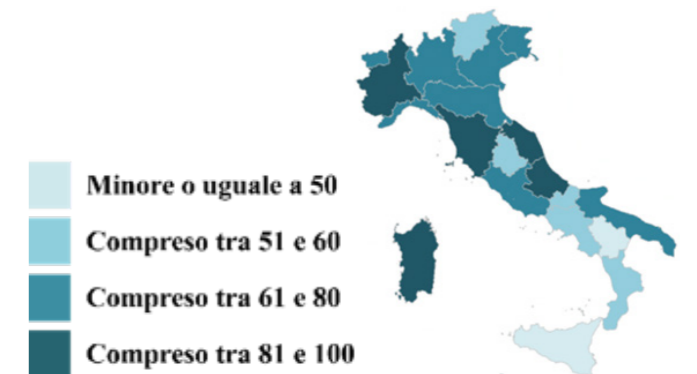 Minore o uguale a 50
Compreso tra 51 e 60
Compreso tra 61 e 80
Compreso tra 81 e 100